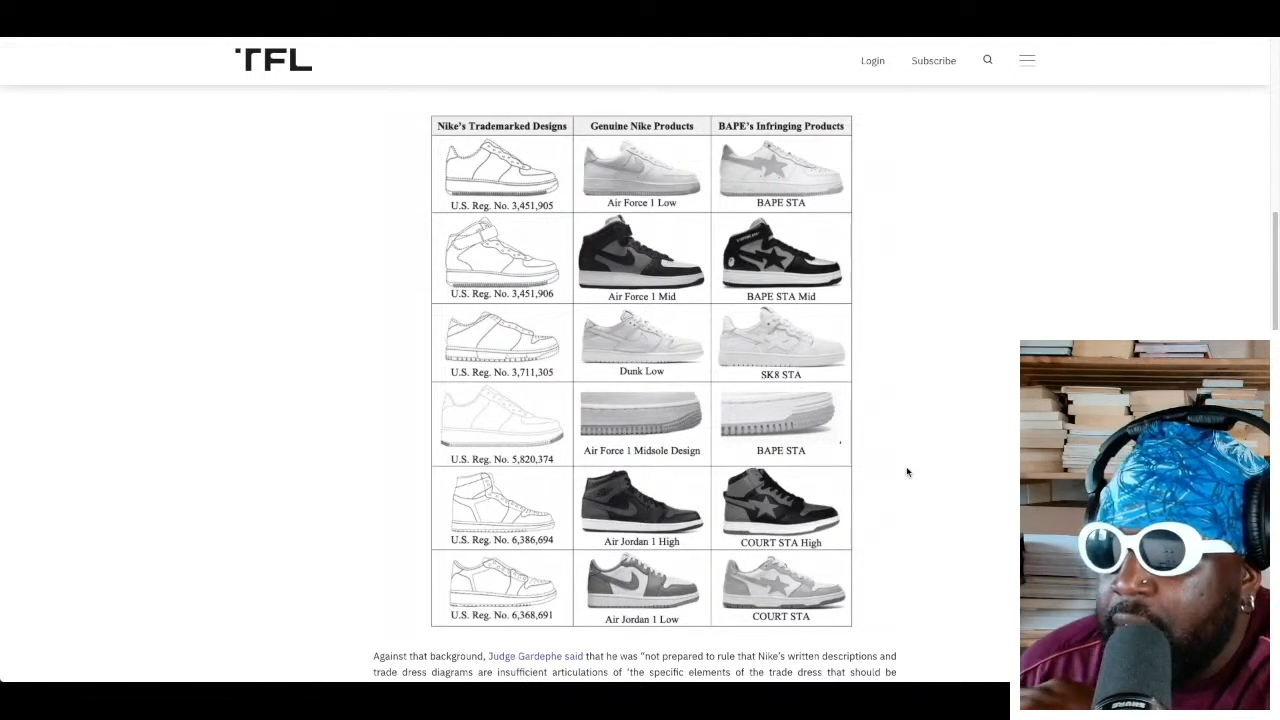 TFL
Login Subscribe
Nike's Trademarked Designs Genuine Nike Products BAPE's Infringing Products
U.S. Reg. No. 3,451,905 Air Force 1 Low BAPE STA
U.S. Reg. No. 3,451,906 Air Force 1 Mid BAPE STA Mid
U.S. Reg. No. 3,711,305 Dunk Low SK8 STA
U.S. Reg. No. 5,820,374 Air Force 1 Midsole Design BAPE STA
U.S. Reg. No. 6,386,694 Air Jordan 1 High COURT STA High
U.S. Reg. No. 6,368,691 Air Jordan 1 Low COURT STA
Against that background, Judge Gardephe said that he was “not prepared to rule that Nike’s written descriptions and
trade dress diagrams are insufficient articulations of ‘the specific elements of the trade dress that should be
SHURE